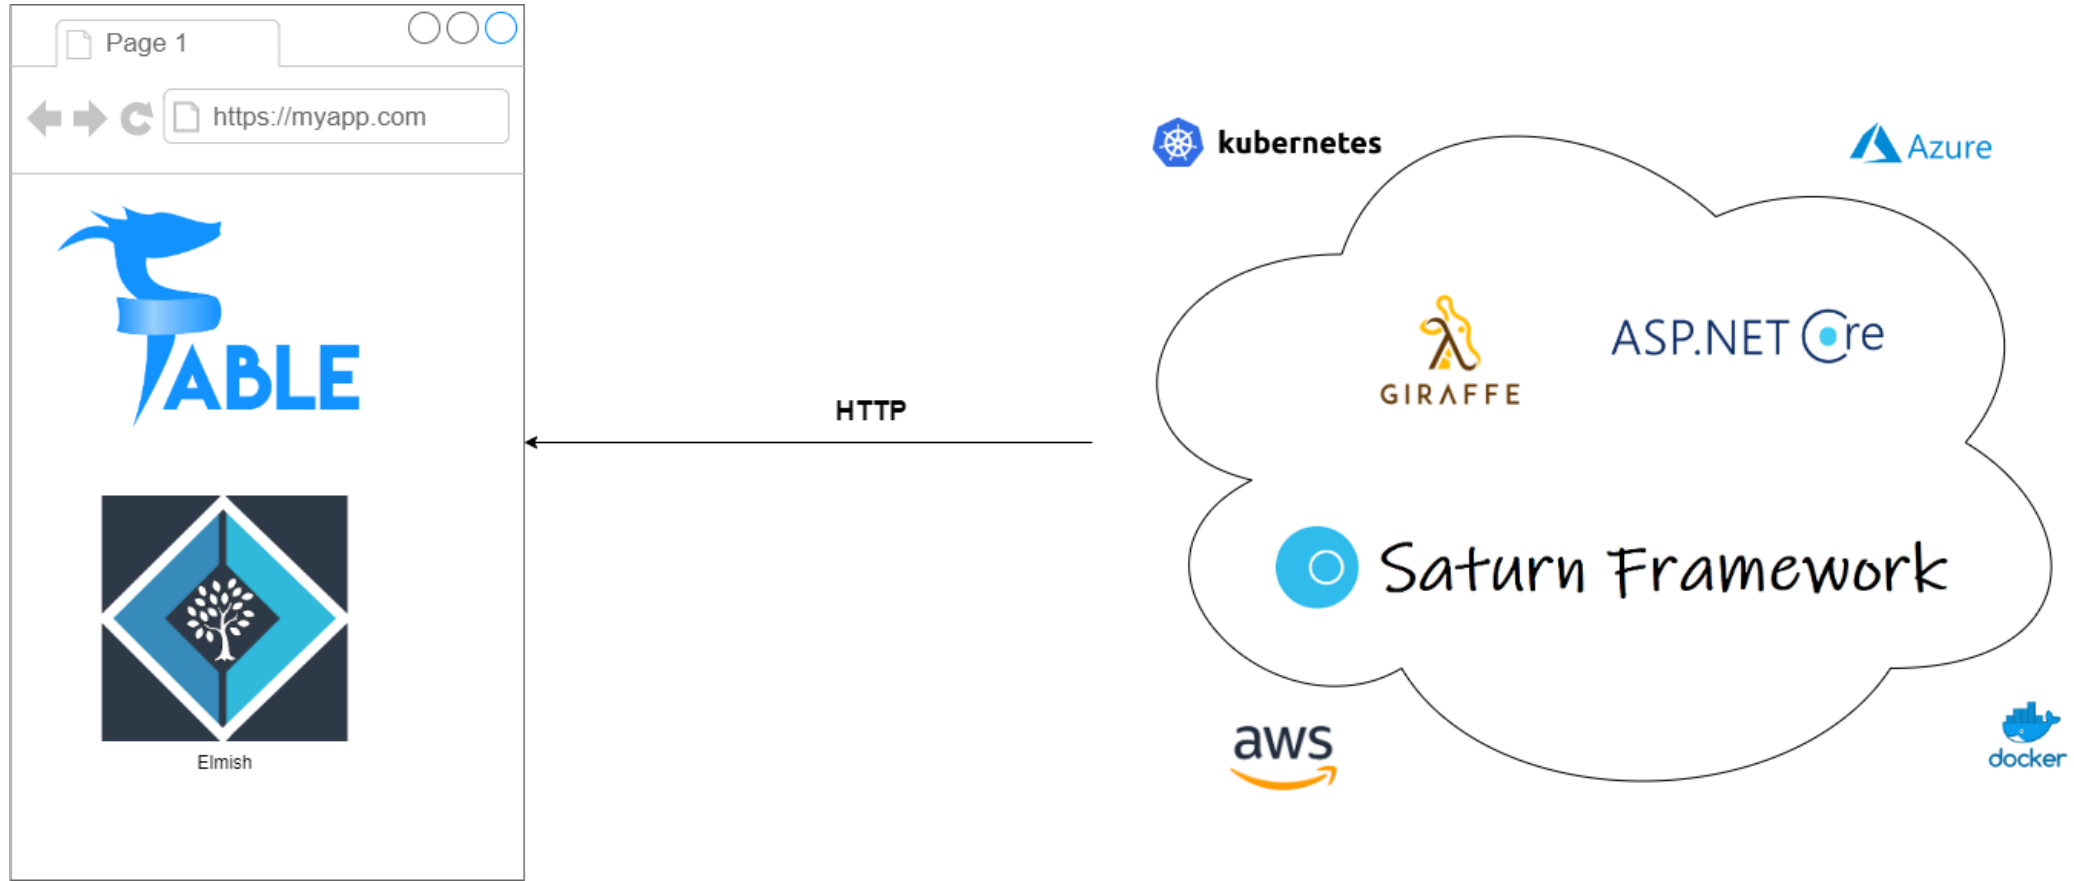 Page 1
https://myapp.com
FABLE
Elmish
HTTP
kubernetes
Azure
GIRAFFE
ASP.NET Core
Saturn Framework
aws
docker